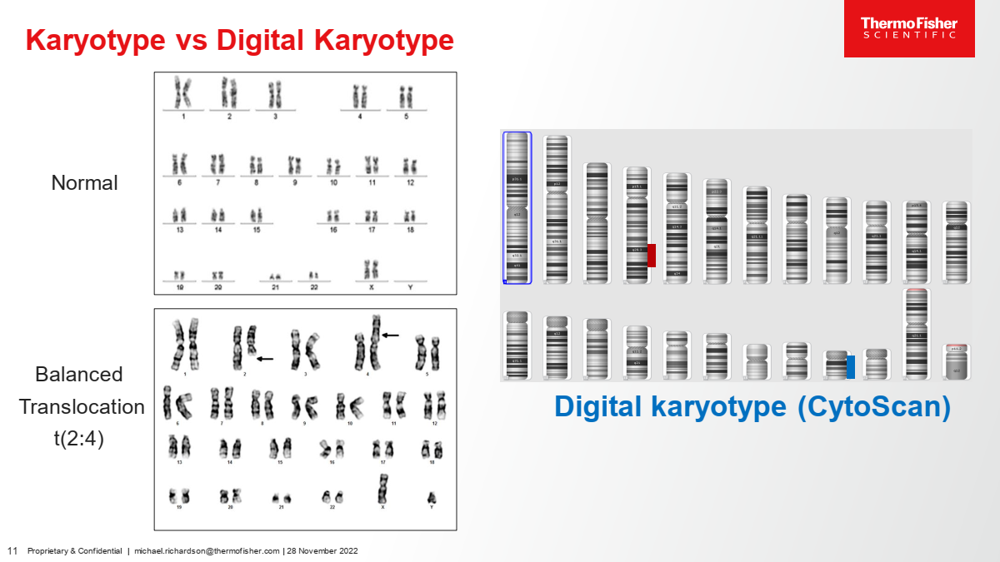 Karyotype vs Digital Karyotype
ThermoFisher
SCIENTIFIC
Normal
1 2 3 4 5
6 7 8 9 10 11 12
13 14 15 16 17 18
19 20 21 22 X Y
Balanced
Translocation
t(2:4)
1 2 3 4 5
6 7 8 9 10 11 12
13 14 15 16 17 18
19 20 21 22 X Y
Digital karyotype (CytoScan)
11 Proprietary & Confidential | michael.richardson@thermofisher.com | 28 November 2022